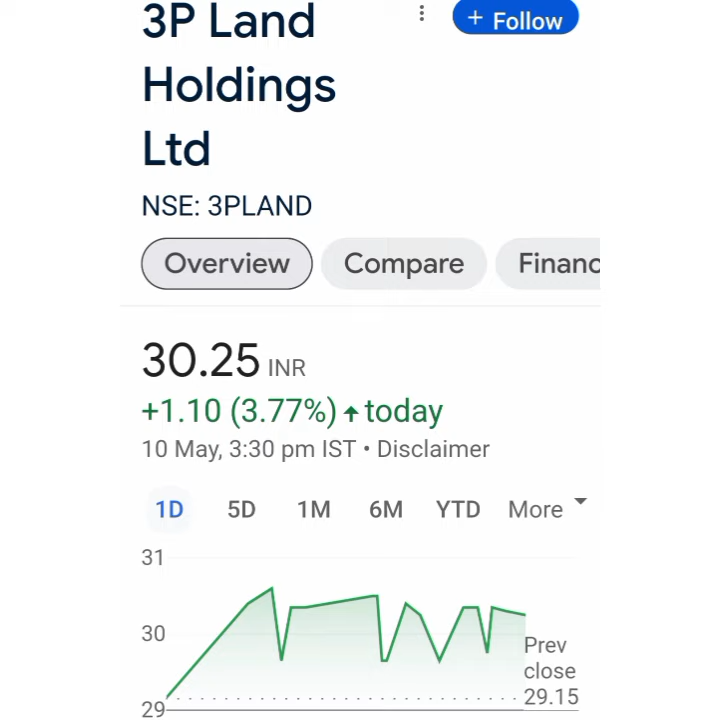 3P Land
+ Follow
Holdings
Ltd
NSE: 3PLAND
Overview
Compare
Financ
30.25 INR
+1.10 (3.77%) today
10 May, 3:30 pm IST • Disclaimer
1D 5D 1M 6M YTD More
31
30
29
Prev
close
29.15